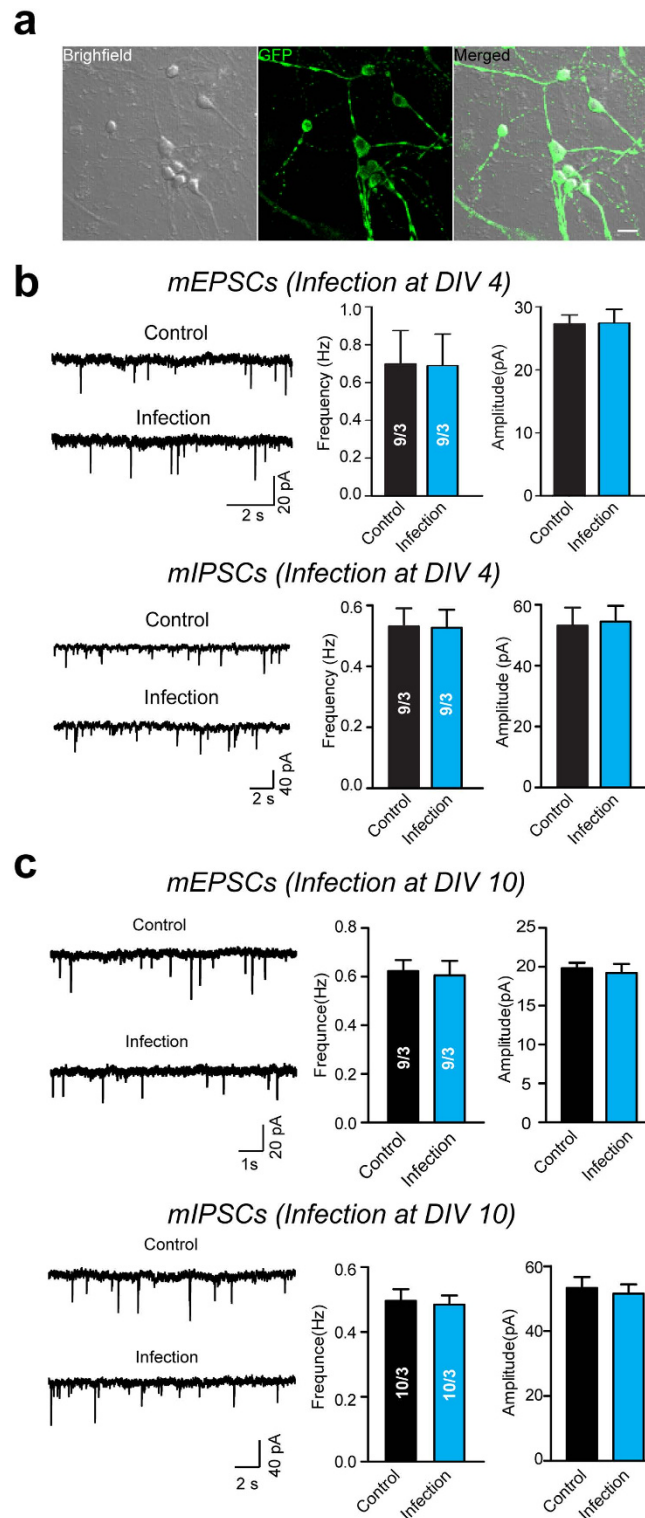 a
Brighfield
GFP
Merged
b
mEPSCs (Infection at DIV 4)
Control
Infection
2 s
20 pA
Frequency (Hz)
1.0
0.8
0.6
0.4
0.2
0.0
9/3
9/3
Control
Infection
Amplitude(pA)
30
20
10
0
Control
Infection
mIPSCs (Infection at DIV 4)
Control
Infection
2 s
40 pA
Frequency (Hz)
0.6
0.4
0.2
0.0
9/3
9/3
Control
Infection
Amplitude (pA)
60
40
20
0
Control
Infection
c
mEPSCs (Infection at DIV 10)
Control
Infection
1s
20 pA
Frequnce(Hz)
0.8
0.6
0.4
0.2
0.0
9/3
9/3
Control
Infection
Amplitude(pA)
25
20
15
10
5
0
Control
Infection
mIPSCs (Infection at DIV 10)
Control
Infection
2 s
40 pA
Frequnce(Hz)
0.6
0.4
0.2
0.0
10/3
10/3
Control
Infection
Amplitude(pA)
60
40
20
0
Control
Infection